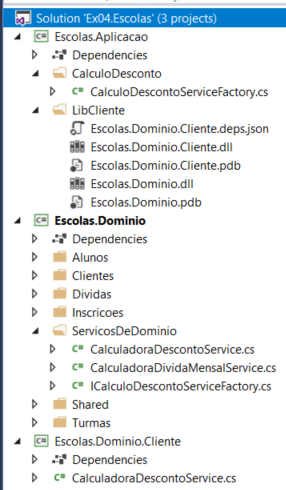 Solution 'Ex04.Escolas' (3 projects)
C# Escolas.Aplicacao
Dependencies
CalculoDesconto
C# CalculoDescontoServiceFactory.cs
LibCliente
Escolas.Dominio.Cliente.deps.json
Escolas.Dominio.Cliente.dll
Escolas.Dominio.Cliente.pdb
Escolas.Dominio.dll
Escolas.Dominio.pdb
C# Escolas.Dominio
Dependencies
Alunos
Clientes
Dividas
Inscricoes
ServicosDeDominio
C# CalculadoraDescontoService.cs
C# CalculadoraDividaMensalService.cs
C# ICalculoDescontoServiceFactory.cs
Shared
Turmas
C# Escolas.Dominio.Cliente
Dependencies
C# CalculadoraDescontoService.cs